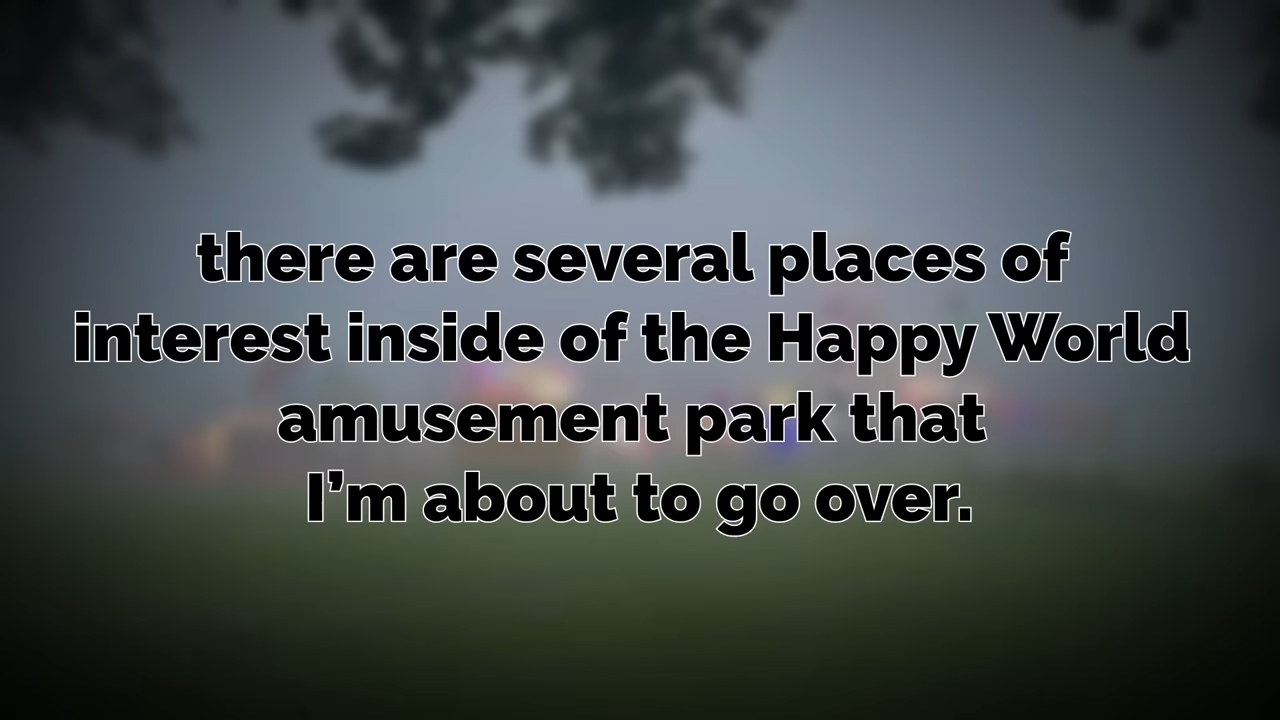 there are several places of
interest inside of the Happy World
amusement park that
I’m about to go over.